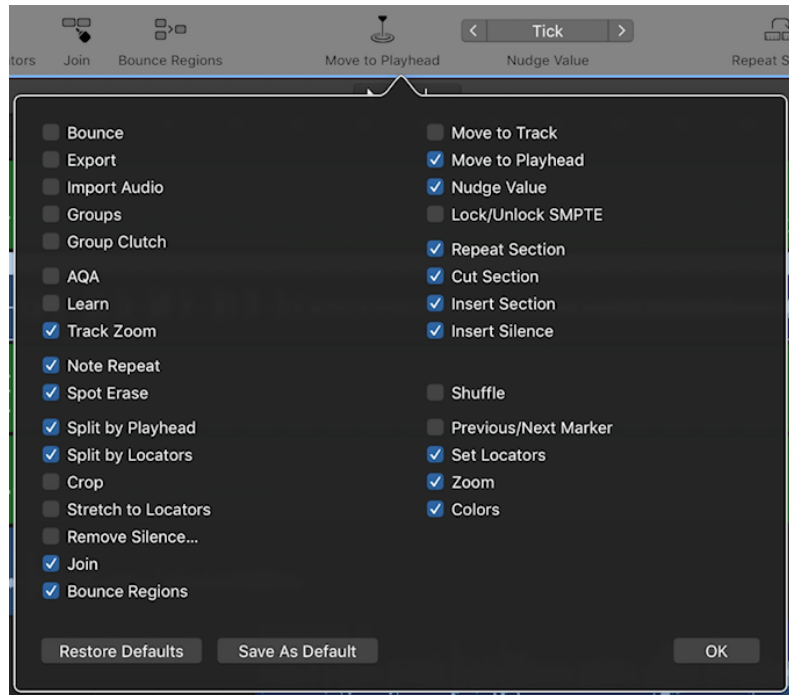 Tick
tors Join Bounce Regions Move to Playhead Nudge Value Repeat S
Bounce
Export
Import Audio
Groups
Group Clutch
AQA
Learn
Track Zoom
Note Repeat
Spot Erase
Split by Playhead
Split by Locators
Crop
Stretch to Locators
Remove Silence...
Join
Bounce Regions
Move to Track
Move to Playhead
Nudge Value
Lock/Unlock SMPTE
Repeat Section
Cut Section
Insert Section
Insert Silence
Shuffle
Previous/Next Marker
Set Locators
Zoom
Colors
Restore Defaults Save As Default OK